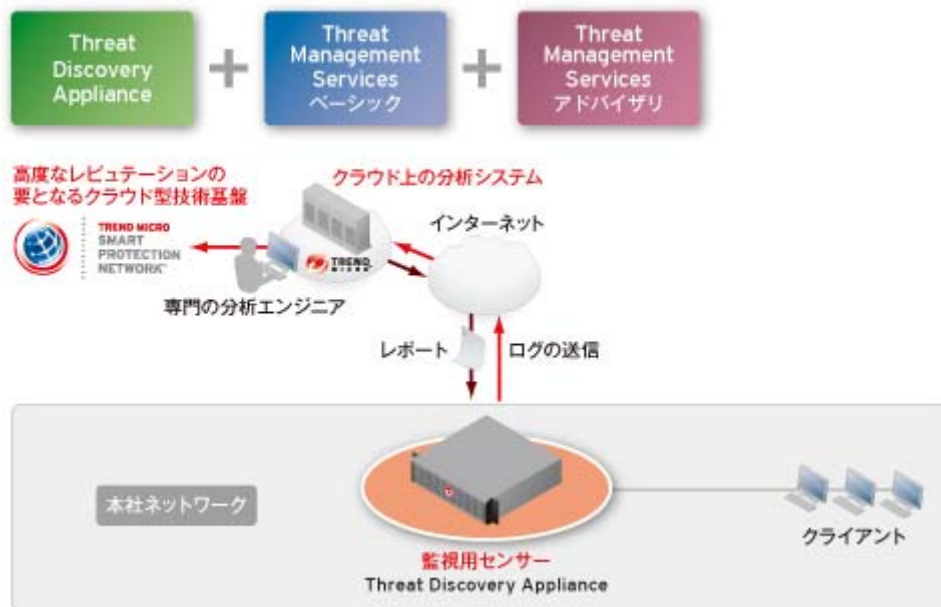 Threat
Discovery
Appliance
+
Threat
Management
Services
ベーシック
+
Threat
Management
Services
アドバイザリ
高度なレピュテーションの
要となるクラウド型技術基盤
TREND MICRO
SMART
PROTECTION
NETWORK™
クラウド上の分析システム
TREND
MICRO
専門の分析エンジニア
インターネット
レポート
ログの送信
本社ネットワーク
監視用センサー
Threat Discovery Appliance
クライアント